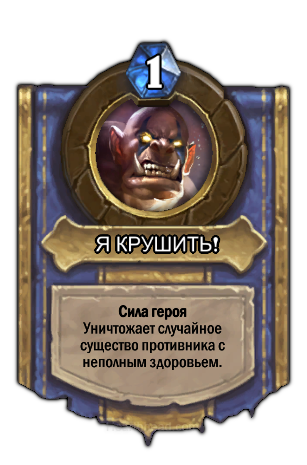 1
Я КРУШИТЬ!
Сила героя
Уничтожает случайное
существо противника с
неполным здоровьем.